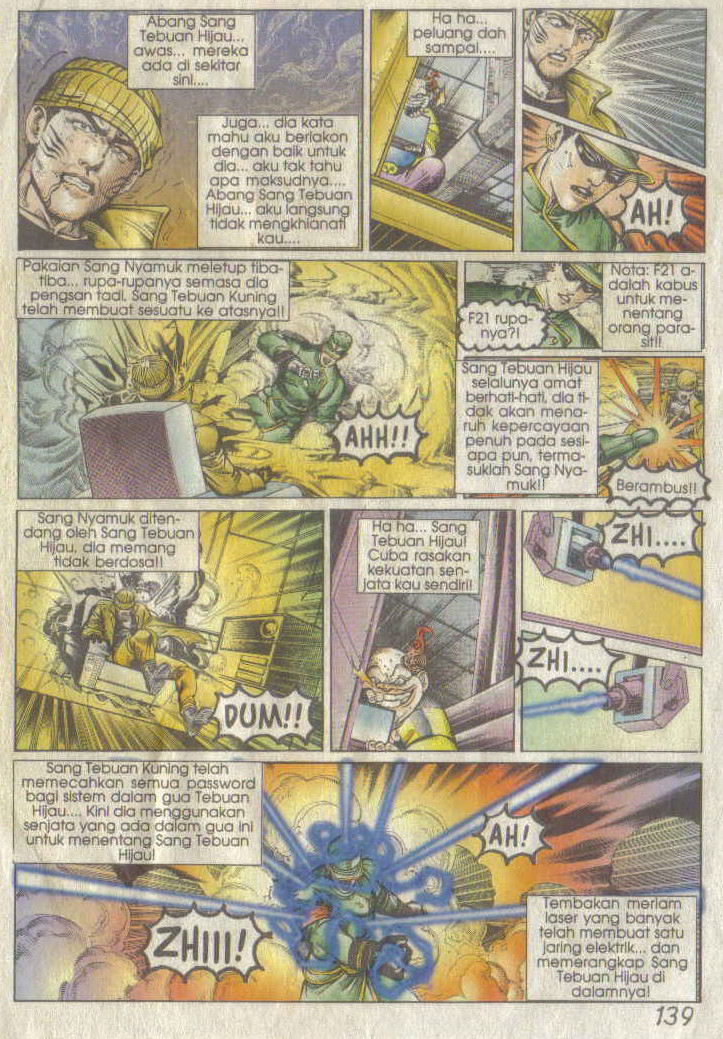 Abang Sang
Tebuan Hijau...
awas... mereka
ada di sekitar
sini....
Juga... dia kata
mahu aku berlakon
dengan baik untuk
dia... aku tak tahu
apa maksudnya....
Abang Sang Tebuan
Hijau... aku langsung
tidak mengkhianati
kau....
Ha ha...
peluang dah
sampai....
AH!
Pakaian Sang Nyamuk meletup tiba-
tiba... rupa-rupanya semasa dia
pengsan tadi, Sang Tebuan Kuning
telah membuat sesuatu ke atasnya!!
AHH!!
F21 rupa-
nya?!
Nota: F21 a-
dalah kabus
untuk me-
nentang
orang para-
sit!!
Sang Tebuan Hijau
selalunya amat
berhati-hati, dia ti-
dak akan mena-
ruh kepercayaan
penuh pada sesi-
apa pun, terma-
suklah Sang Nya-
muk!!
Berambus!!
Sang Nyamuk diten-
dang oleh Sang Tebuan
Hijau, dia memang
tidak berdosa!!
DUM!!
Ha ha... Sang
Tebuan Hijau!
Cuba rasakan
kekuatan sen-
jata kau sendiri!
ZHI....
ZHI....
Sang Tebuan Kuning telah
memecahkan semua password
bagi sistem dalam gua Tebuan
Hijau.... Kini dia menggunakan
senjata yang ada dalam gua ini
untuk menentang Sang Tebuan
Hijau!
AH!
ZHIII!
Tembakan meriam
laser yang banyak
telah membuat satu
jaring elektrik... dan
memerangkap Sang
Tebuan Hijau di
dalamnya!
139